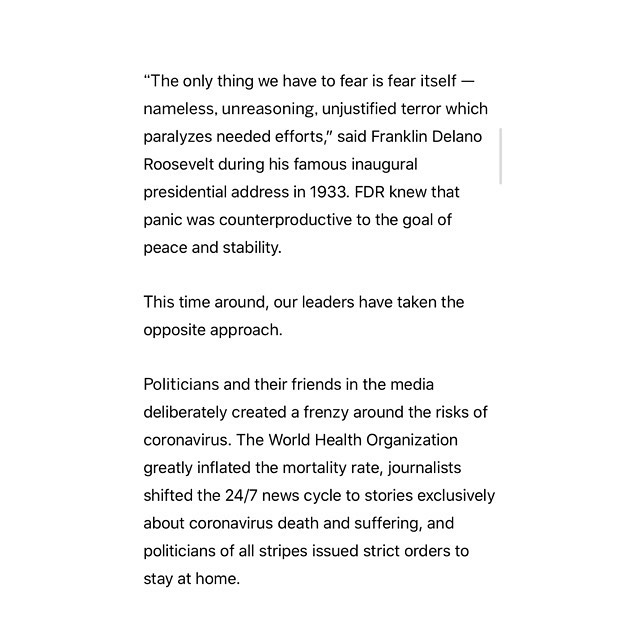 “The only thing we have to fear is fear itself —
nameless, unreasoning, unjustified terror which
paralyzes needed efforts,” said Franklin Delano
Roosevelt during his famous inaugural
presidential address in 1933. FDR knew that
panic was counterproductive to the goal of
peace and stability.
This time around, our leaders have taken the
opposite approach.
Politicians and their friends in the media
deliberately created a frenzy around the risks of
coronavirus. The World Health Organization
greatly inflated the mortality rate, journalists
shifted the 24/7 news cycle to stories exclusively
about coronavirus death and suffering, and
politicians of all stripes issued strict orders to
stay at home.